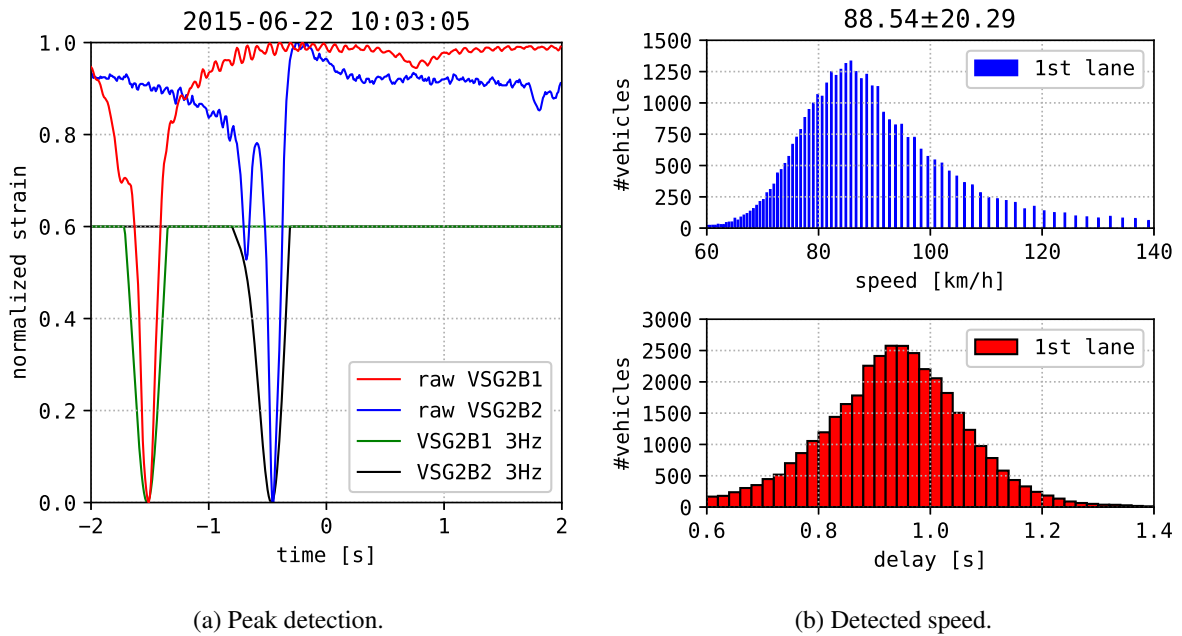 2015-06-22 10:03:05
normalized strain
1.0
0.8
0.6
0.4
0.2
0.0
raw VSG2B1
raw VSG2B2
VSG2B1 3Hz
VSG2B2 3Hz
−2 −1 0 1 2
time [s]
(a) Peak detection.
88.54±20.29
#vehicles
1500
1250
1000
750
500
250
0
1st lane
60 80 100 120 140
speed [km/h]
#vehicles
3000
2500
2000
1500
1000
500
0
1st lane
0.6 0.8 1.0 1.2 1.4
delay [s]
(b) Detected speed.